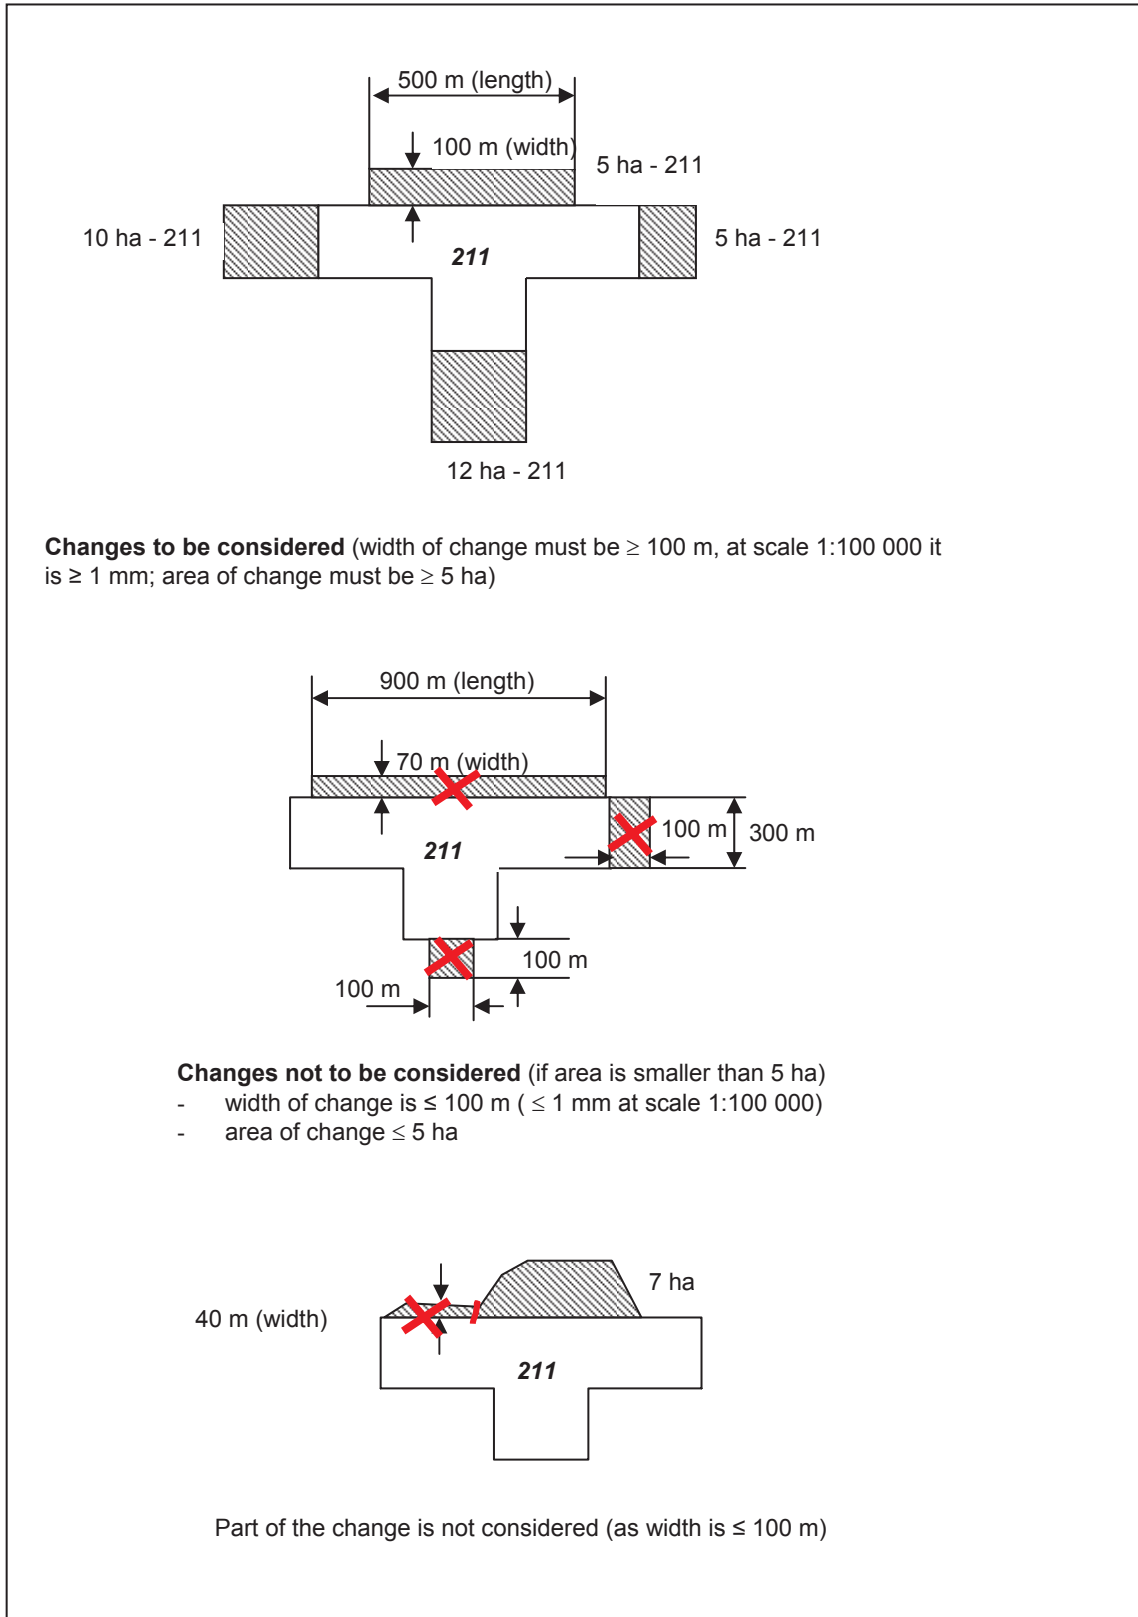 500 m (length)
100 m (width)
5 ha - 211
10 ha - 211
211
5 ha - 211
12 ha - 211
Changes to be considered (width of change must be ≥ 100 m, at scale 1:100 000 it
is ≥ 1 mm; area of change must be ≥ 5 ha)
900 m (length)
70 m (width)
100 m
300 m
211
100 m
100 m
Changes not to be considered (if area is smaller than 5 ha)
- width of change is ≤ 100 m ( ≤ 1 mm at scale 1:100 000)
- area of change ≤ 5 ha
7 ha
40 m (width)
211
Part of the change is not considered (as width is ≤ 100 m)